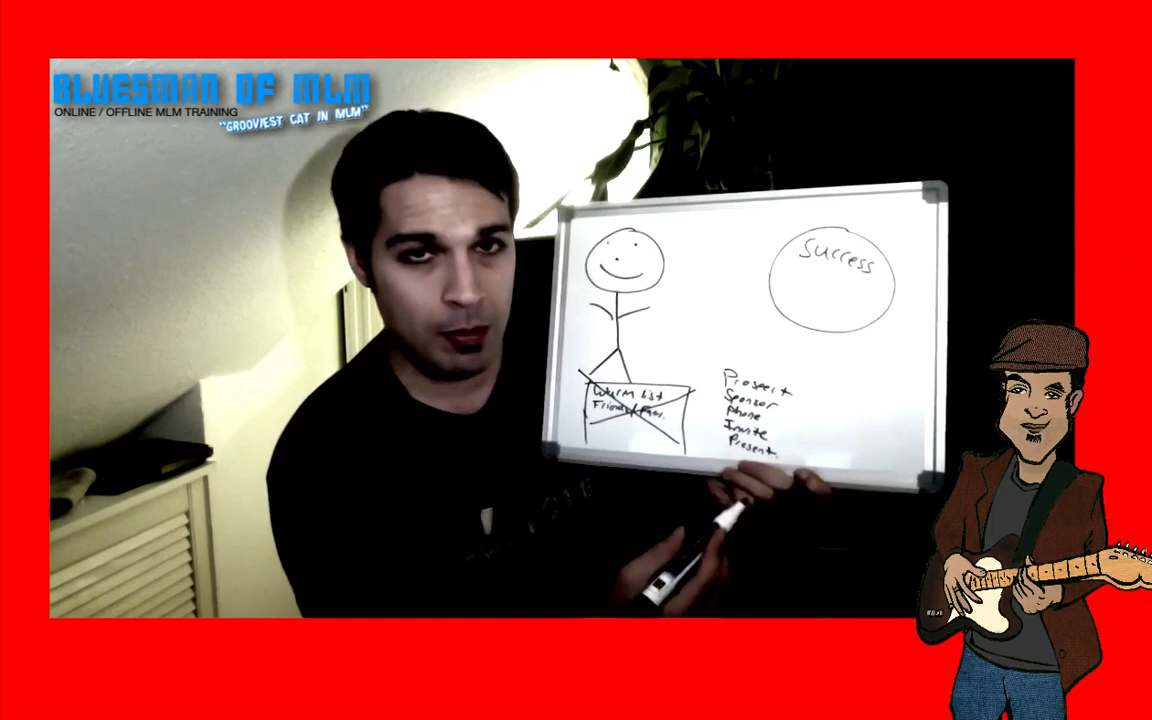 BLUESMAN OF MLM
ONLINE / OFFLINE MLM TRAINING
"GROOVIEST CAT IN MLM"
Success
Warm list
Friends/
Prospect
Sponsor
Phone
Invite
Present